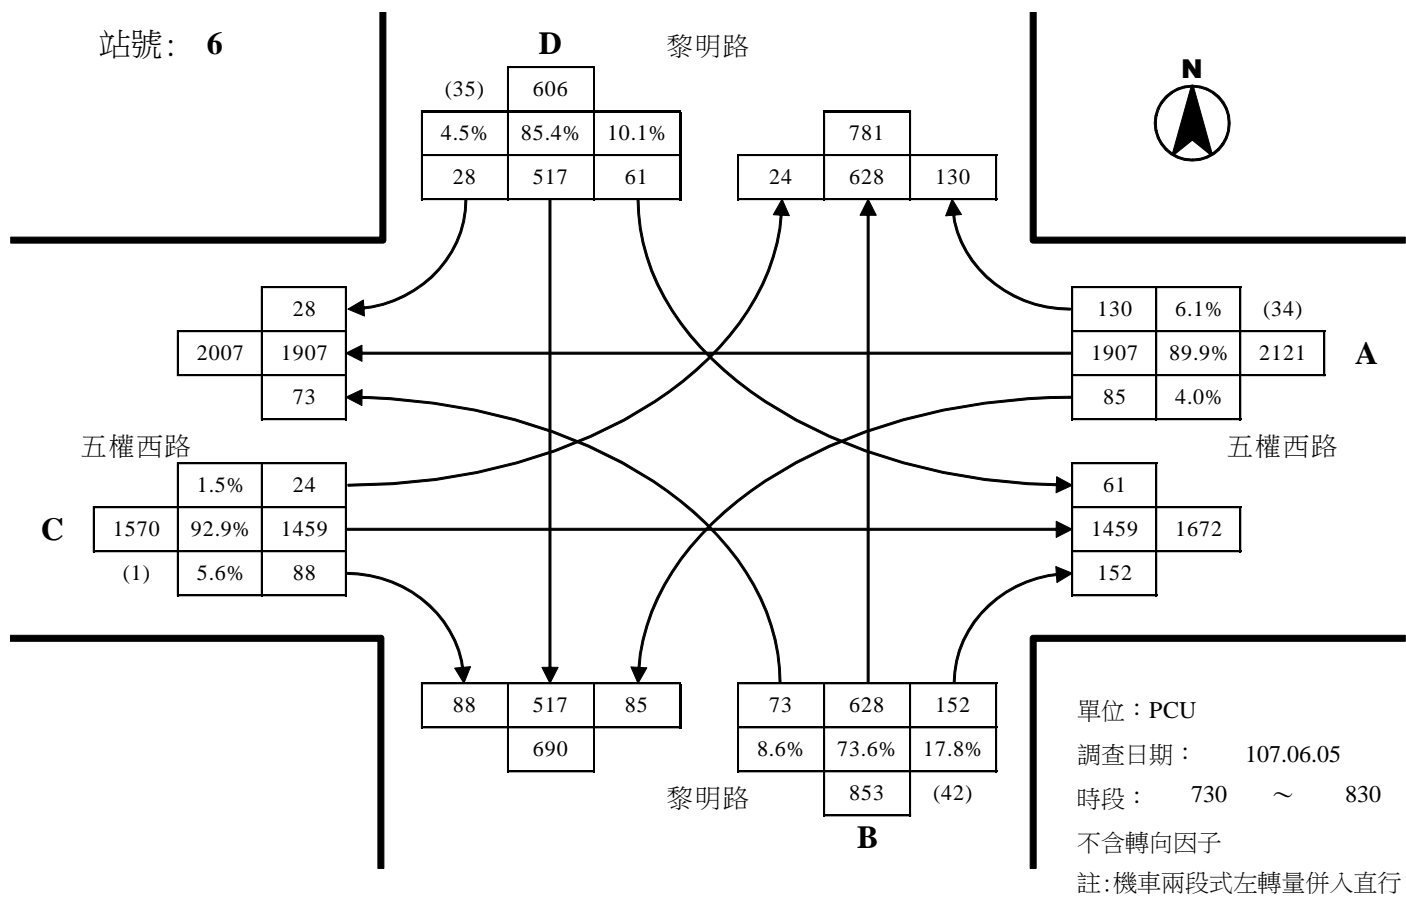 站號: 6
D
黎明路
N
(35) 606
4.5% 85.4% 10.1%
28 517 61
781
24 628 130
28
2007 1907
73
130 6.1% (34)
1907 89.9% 2121
85 4.0%
A
五權西路
五權西路
1.5% 24
C
1570 92.9% 1459
(1) 5.6% 88
61
1459 1672
152
88 517 85
690
73 628 152
8.6% 73.6% 17.8%
853 (42)
黎明路
B
單位：PCU
調查日期： 107.06.05
時段： 730 ～ 830
不含轉向因子
註:機車兩段式左轉量併入直行